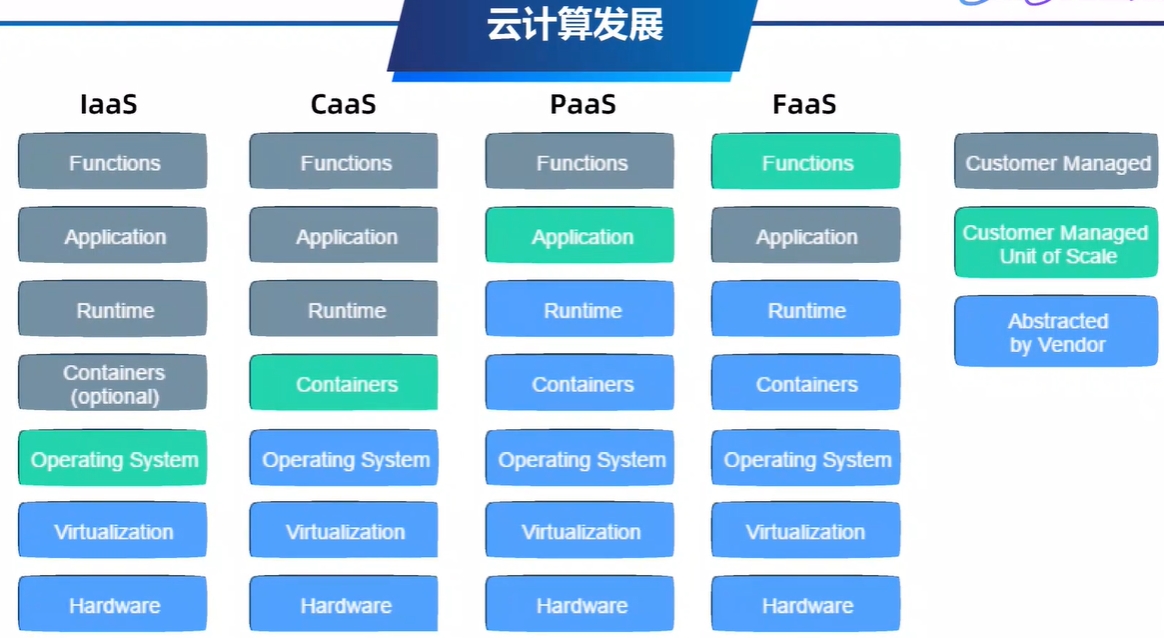 云计算发展
IaaS
CaaS
PaaS
FaaS
Functions
Functions
Functions
Functions
Customer Managed
Application
Application
Application
Application
Customer Managed
Unit of Scale
Runtime
Runtime
Runtime
Runtime
Abstracted
by Vendor
Containers
(optional)
Containers
Containers
Containers
Operating System
Operating System
Operating System
Operating System
Virtualization
Virtualization
Virtualization
Virtualization
Hardware
Hardware
Hardware
Hardware